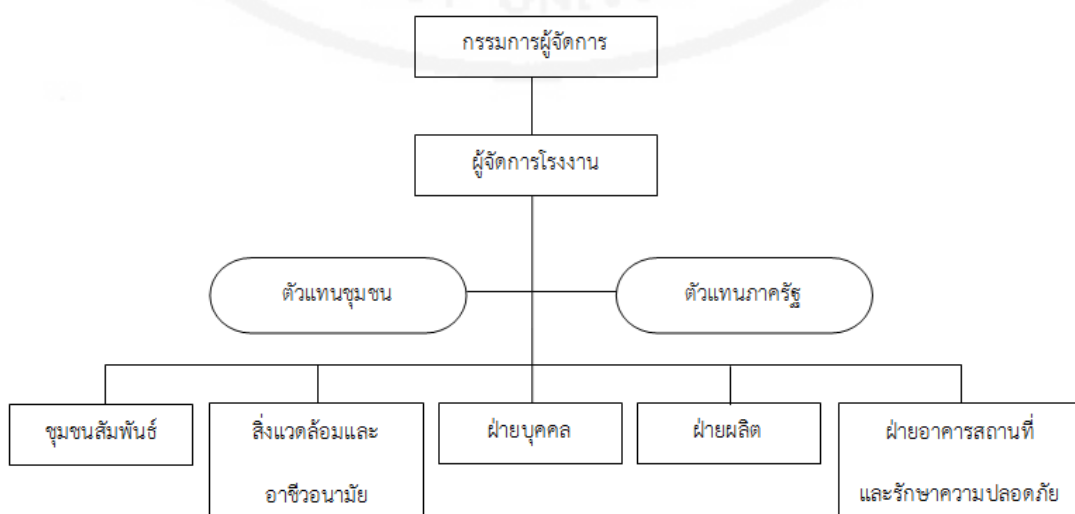 กรรมการผู้จัดการ
ผู้จัดการโรงงาน
ตัวแทนชุมชน
ตัวแทนภาครัฐ
ชุมชนสัมพันธ์
สิ่งแวดล้อมและ
อาชีวอนามัย
ฝ่ายบุคคล
ฝ่ายผลิต
ฝ่ายอาคารสถานที่
และรักษาความปลอดภัย